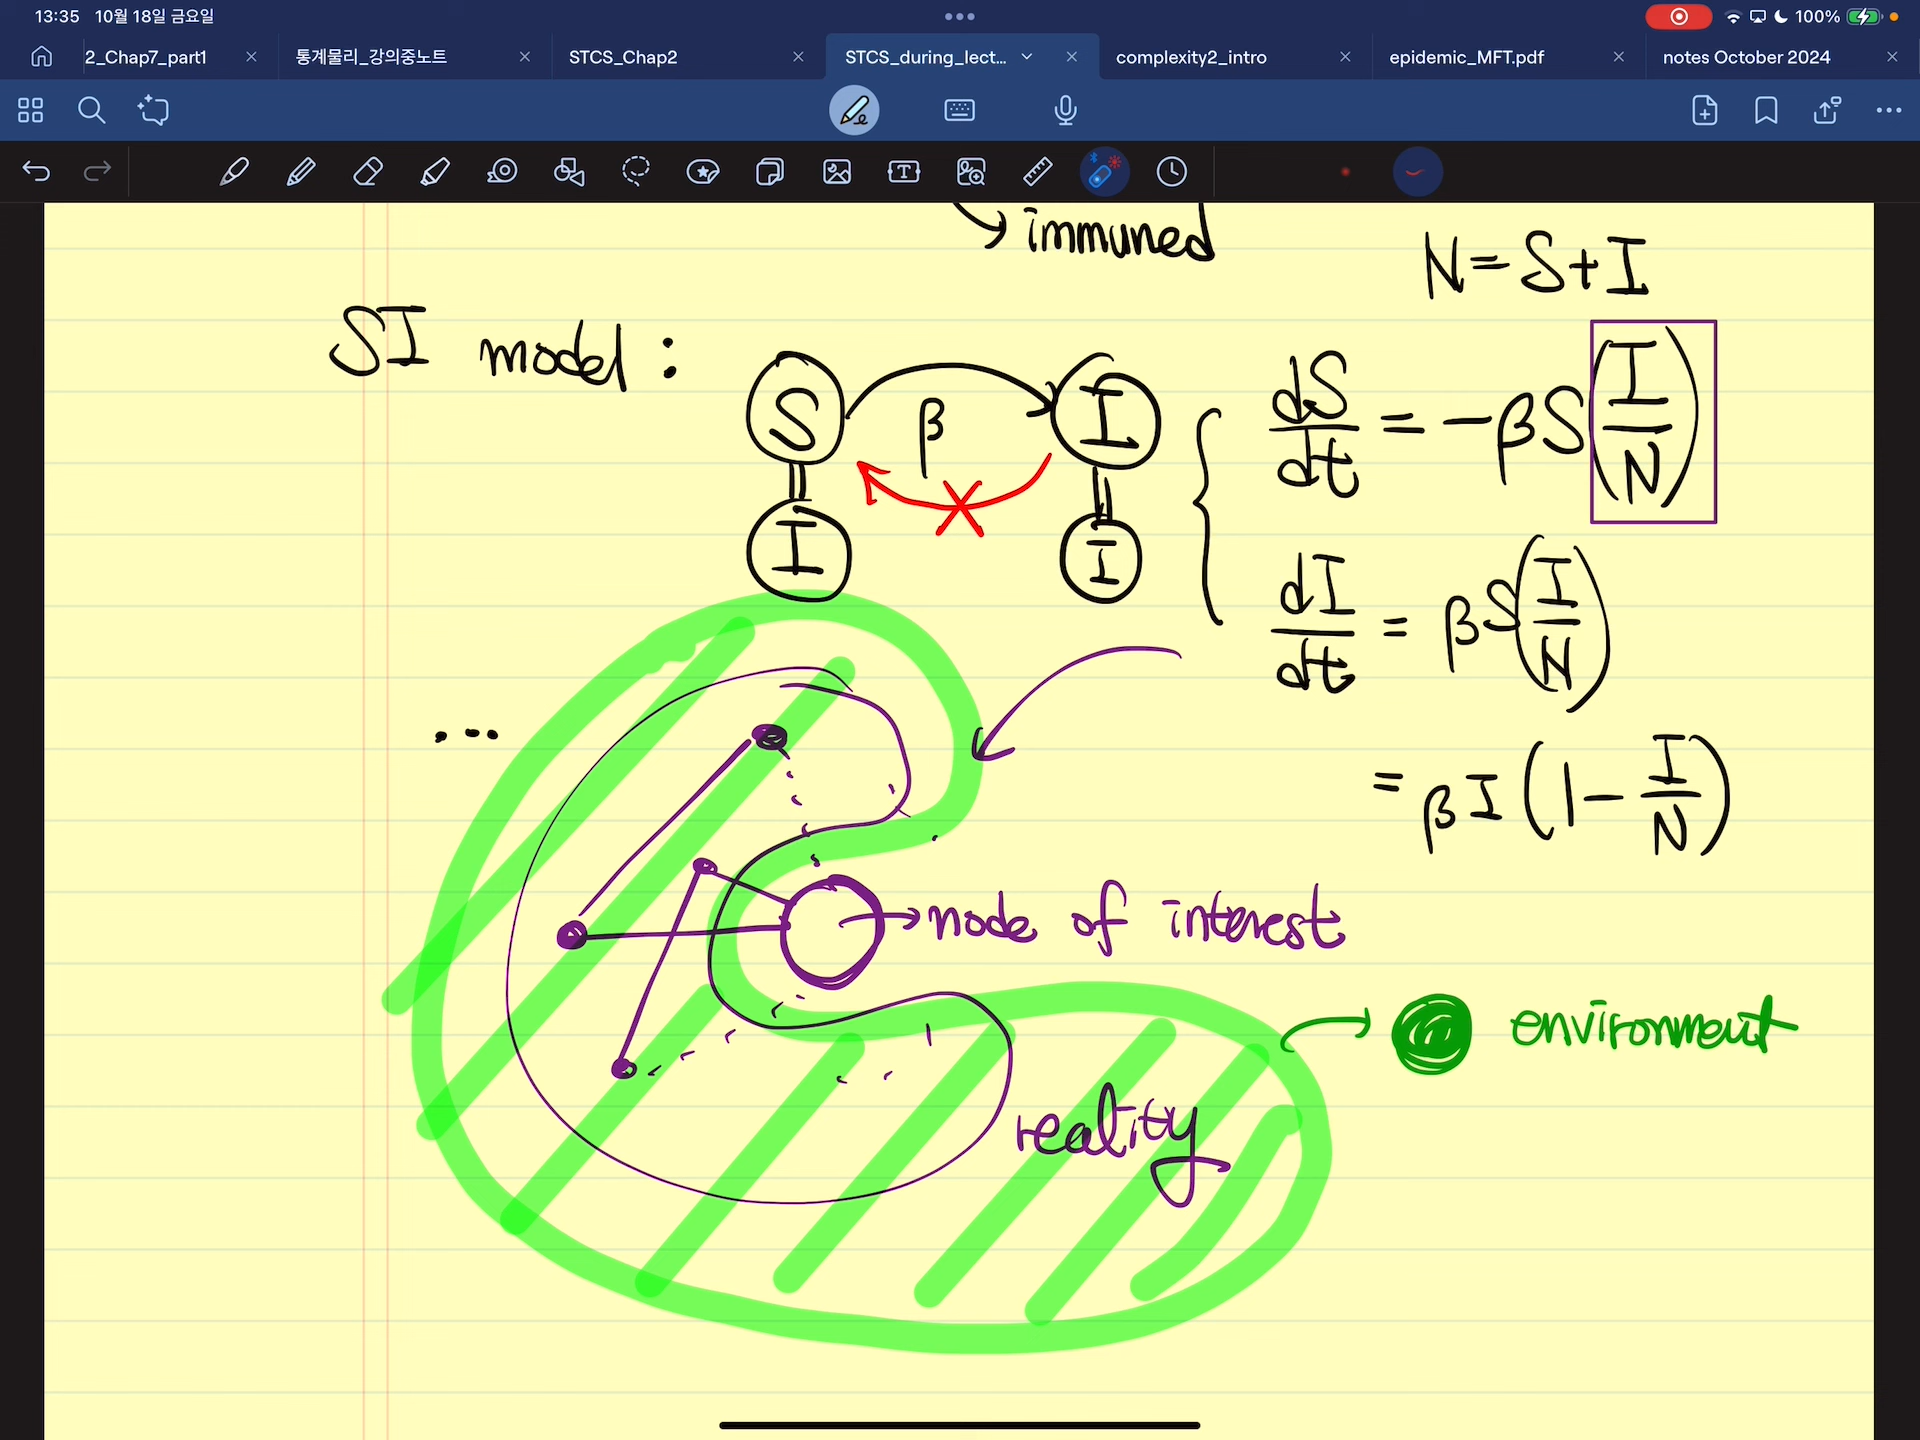 13:35 10월 18일 금요일
100%
2_Chap7_part1
통계물리_강의중노트
STCS_Chap2
STCS_during_lect...
complexity2_intro
epidemic_MFT.pdf
notes October 2024
immuned
N=S+I
SI model :
S β I
I I
dS/dt = -βS(I/N)
dI/dt = βS(I/N)
...
= βI(1-I/N)
node of interest
environment
reality